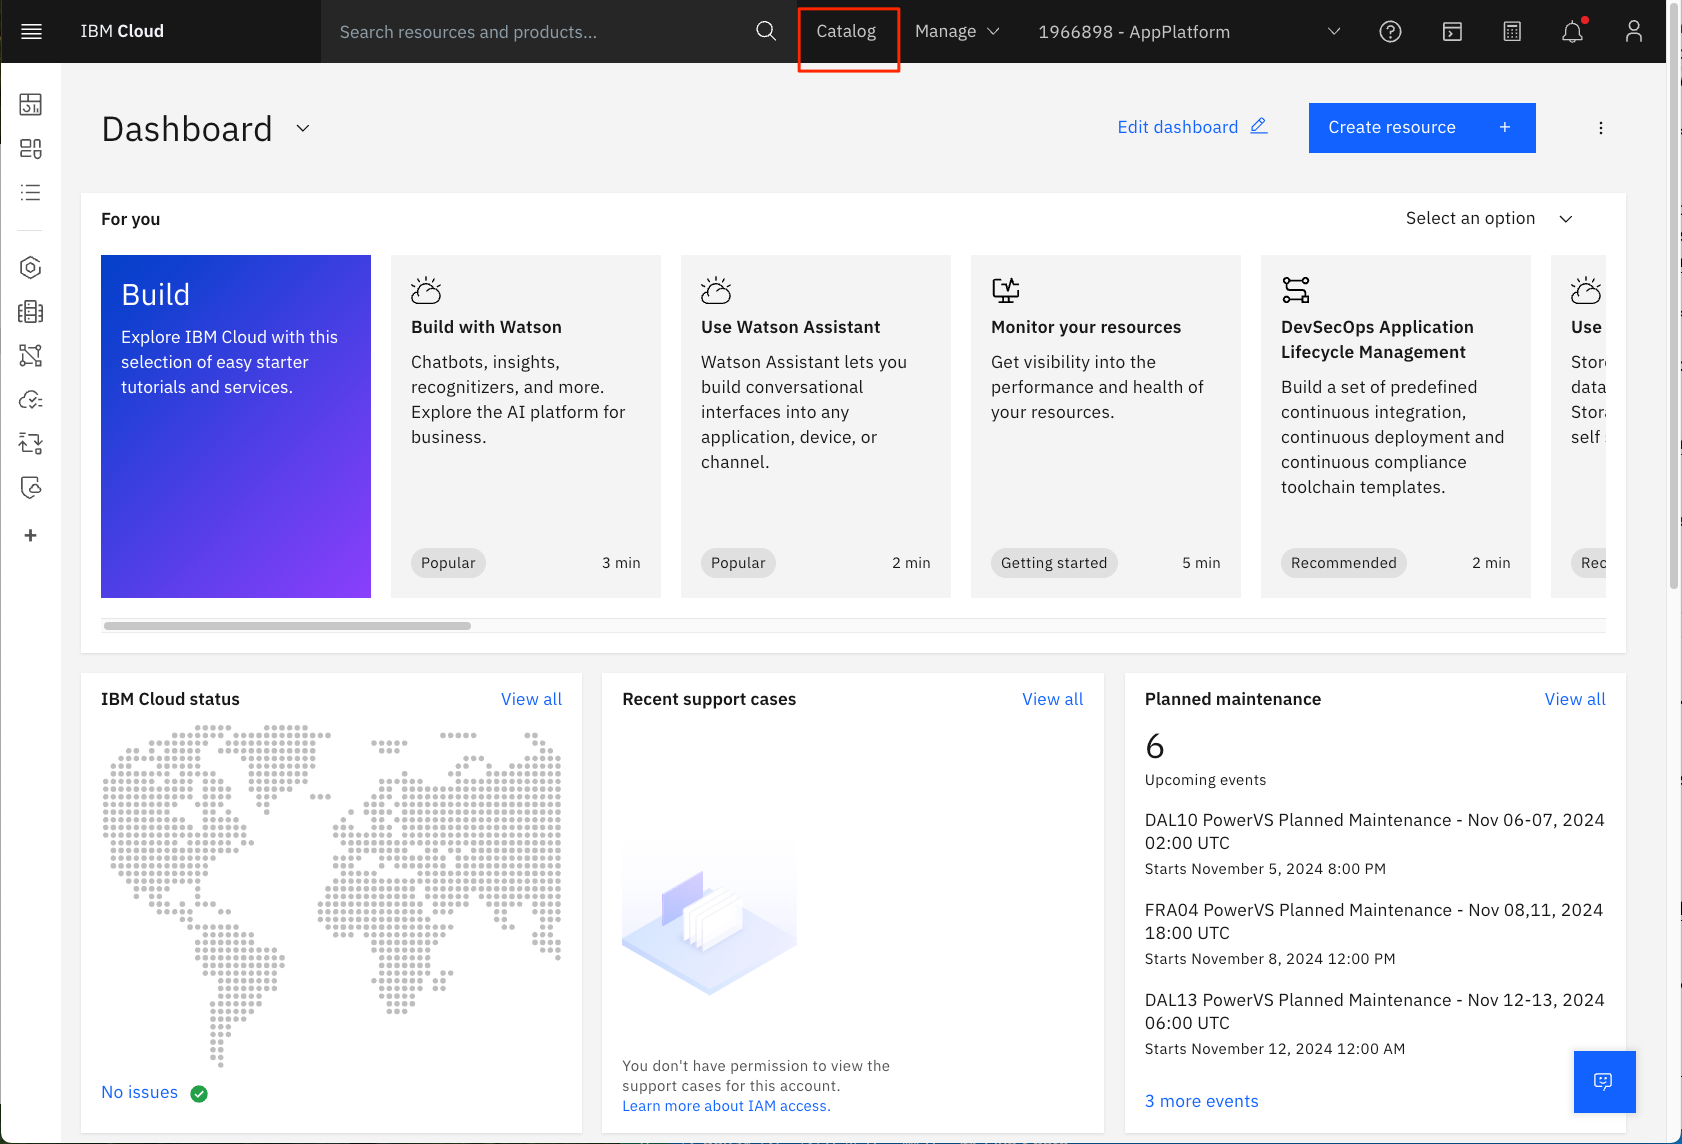 IBM Cloud
Search resources and products...
Catalog
Manage
1966898 - AppPlatform
Dashboard
Edit dashboard
Create resource +
For you
Select an option
Build
Explore IBM Cloud with this
selection of easy starter
tutorials and services.
Build with Watson
Chatbots, insights,
recognitizers, and more.
Explore the AI platform for
business.
Popular
3 min
Use Watson Assistant
Watson Assistant lets you
build conversational
interfaces into any
application, device, or
channel.
Popular
2 min
Monitor your resources
Get visibility into the
performance and health of
your resources.
Getting started
5 min
DevSecOps Application
Lifecycle Management
Build a set of predefined
continuous integration,
continuous deployment and
continuous compliance
toolchain templates.
Recommended
2 min
Use
data
self
IBM Cloud status
View all
No issues
Recent support cases
View all
You don't have permission to view the
support cases for this account.
Learn more about IAM access.
Planned maintenance
View all
6
Upcoming events
DAL10 PowerVS Planned Maintenance - Nov 06-07, 2024
02:00 UTC
Starts November 5, 2024 8:00 PM
FRA04 PowerVS Planned Maintenance - Nov 08,11, 2024
18:00 UTC
Starts November 8, 2024 12:00 PM
DAL13 PowerVS Planned Maintenance - Nov 12-13, 2024
06:00 UTC
Starts November 12, 2024 12:00 AM
3 more events